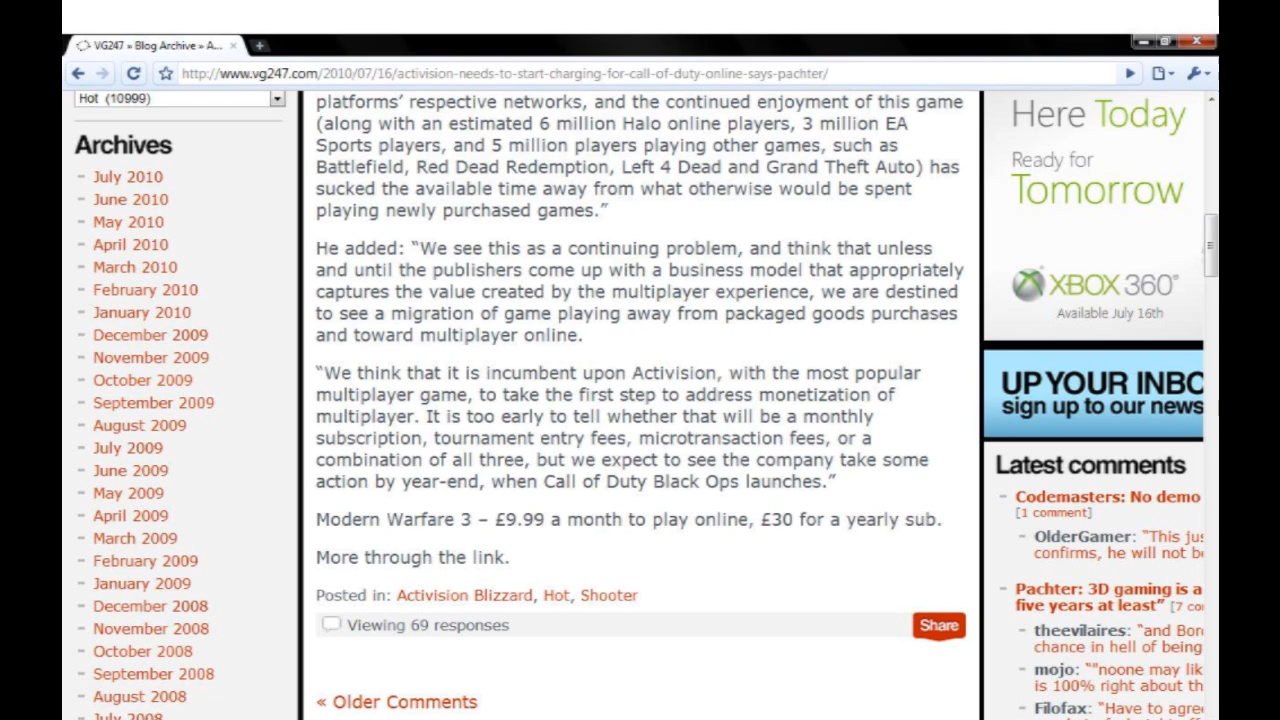 VG247 » Blog Archive » A...
http://www.vg247.com/2010/07/16/activision-needs-to-start-charging-for-call-of-duty-online-says-pachter/
Hot (10999)
Archives
July 2010
June 2010
May 2010
April 2010
March 2010
February 2010
January 2010
December 2009
November 2009
October 2009
September 2009
August 2009
July 2009
June 2009
May 2009
April 2009
March 2009
February 2009
January 2009
December 2008
November 2008
October 2008
September 2008
August 2008
July 2008
platforms' respective networks, and the continued enjoyment of this game
(along with an estimated 6 million Halo online players, 3 million EA
Sports players, and 5 million players playing other games, such as
Battlefield, Red Dead Redemption, Left 4 Dead and Grand Theft Auto) has
sucked the available time away from what otherwise would be spent
playing newly purchased games.”
He added: “We see this as a continuing problem, and think that unless
and until the publishers come up with a business model that appropriately
captures the value created by the multiplayer experience, we are destined
to see a migration of game playing away from packaged goods purchases
and toward multiplayer online.
“We think that it is incumbent upon Activision, with the most popular
multiplayer game, to take the first step to address monetization of
multiplayer. It is too early to tell whether that will be a monthly
subscription, tournament entry fees, microtransaction fees, or a
combination of all three, but we expect to see the company take some
action by year-end, when Call of Duty Black Ops launches.”
Modern Warfare 3 – £9.99 a month to play online, £30 for a yearly sub.
More through the link.
Posted in: Activision Blizzard, Hot, Shooter
Viewing 69 responses
Share
« Older Comments
Here Today
Ready for
Tomorrow
XBOX 360
Available July 16th
UP YOUR INBO
sign up to our news
Latest comments
Codemasters: No demo
[1 comment]
OlderGamer: “This jus
confirms, he will not be
Pachter: 3D gaming is a
five years at least” [7 co
theevilaires: “and Bord
chance in hell of being
mojo: “"noone may lik
is 100% right about th
Filofax: “Have to agre